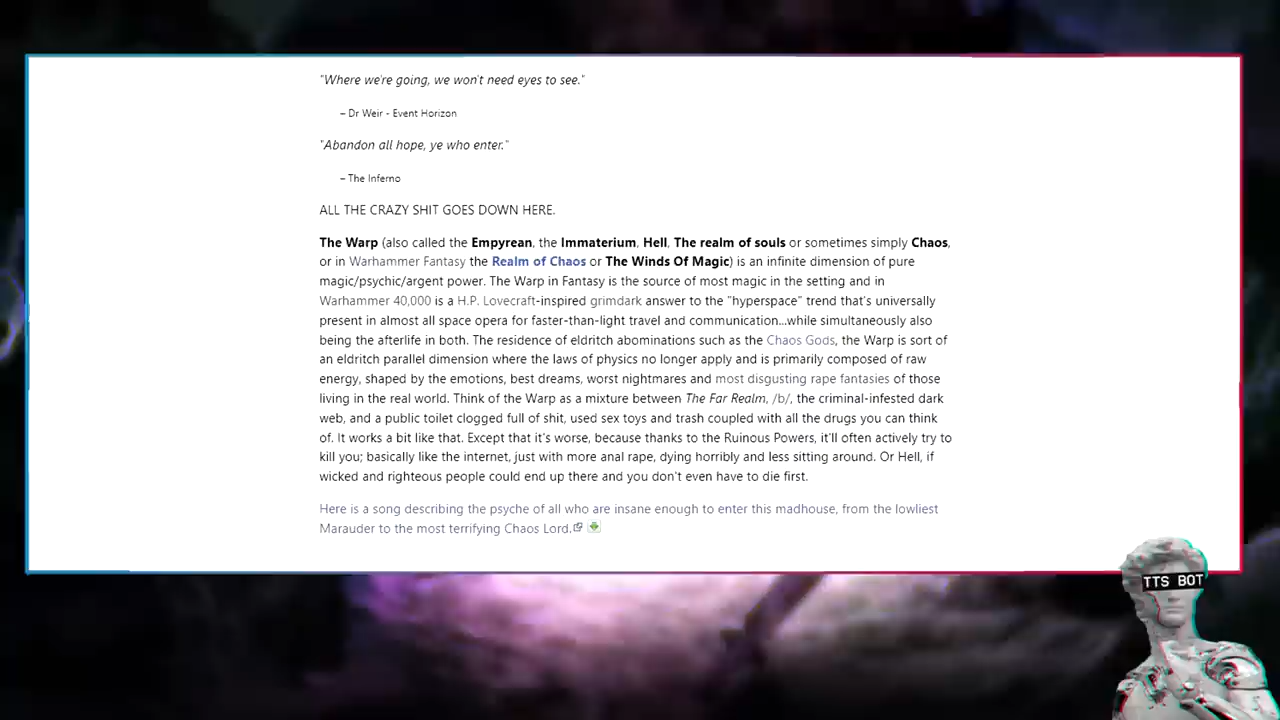 "Where we're going, we won't need eyes to see."
– Dr Weir - Event Horizon
"Abandon all hope, ye who enter."
– The Inferno
ALL THE CRAZY SHIT GOES DOWN HERE.
The Warp (also called the Empyrean, the Immaterium, Hell, The realm of souls or sometimes simply Chaos,
or in Warhammer Fantasy the Realm of Chaos or The Winds Of Magic) is an infinite dimension of pure
magic/psychic/argent power. The Warp in Fantasy is the source of most magic in the setting and in
Warhammer 40,000 is a H.P. Lovecraft-inspired grimdark answer to the "hyperspace" trend that's universally
present in almost all space opera for faster-than-light travel and communication...while simultaneously also
being the afterlife in both. The residence of eldritch abominations such as the Chaos Gods, the Warp is sort of
an eldritch parallel dimension where the laws of physics no longer apply and is primarily composed of raw
energy, shaped by the emotions, best dreams, worst nightmares and most disgusting rape fantasies of those
living in the real world. Think of the Warp as a mixture between The Far Realm, /b/, the criminal-infested dark
web, and a public toilet clogged full of shit, used sex toys and trash coupled with all the drugs you can think
of. It works a bit like that. Except that it's worse, because thanks to the Ruinous Powers, it'll often actively try to
kill you; basically like the internet, just with more anal rape, dying horribly and less sitting around. Or Hell, if
wicked and righteous people could end up there and you don't even have to die first.
Here is a song describing the psyche of all who are insane enough to enter this madhouse, from the lowliest
Marauder to the most terrifying Chaos Lord.
TTS BOT